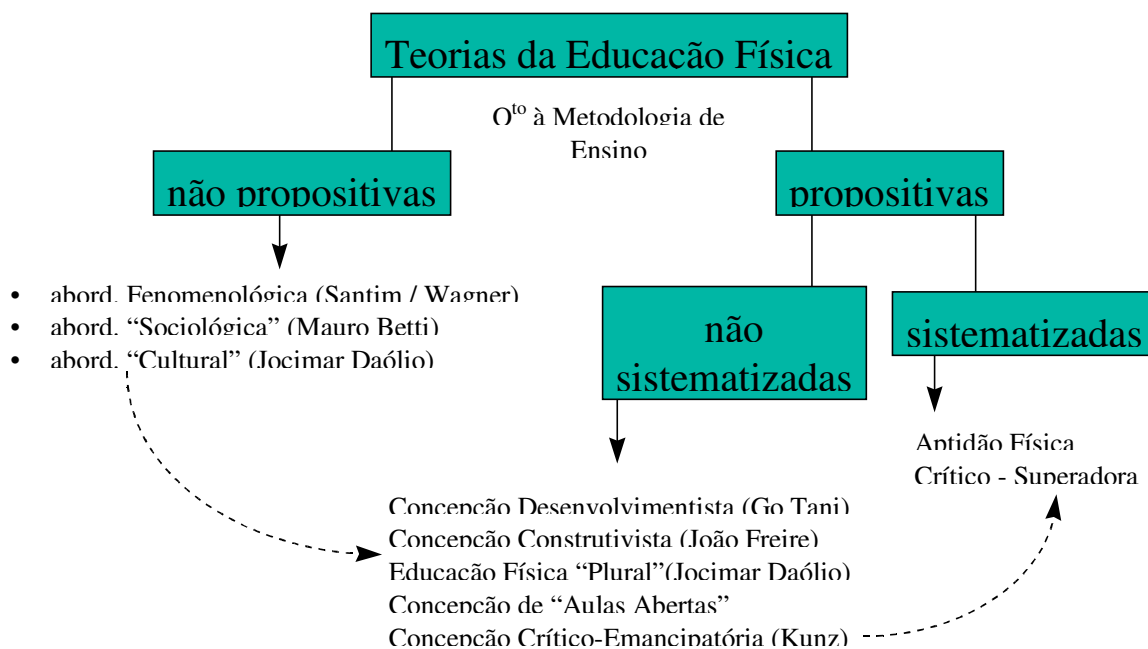 Teorias da Educação Física
O^to à Metodologia de
Ensino
não propositivas
propositivas
• abord. Fenomenológica (Santim / Wagner)
• abord. “Sociológica” (Mauro Betti)
• abord. “Cultural” (Jocimar Daólio)
não
sistematizadas
sistematizadas
Aptidão Física
Crítico - Superadora
Concepção Desenvolvimentista (Go Tani)
Concepção Construtivista (João Freire)
Educação Física “Plural”(Jocimar Daólio)
Concepção de “Aulas Abertas”
Concepção Crítico-Emancipatória (Kunz)